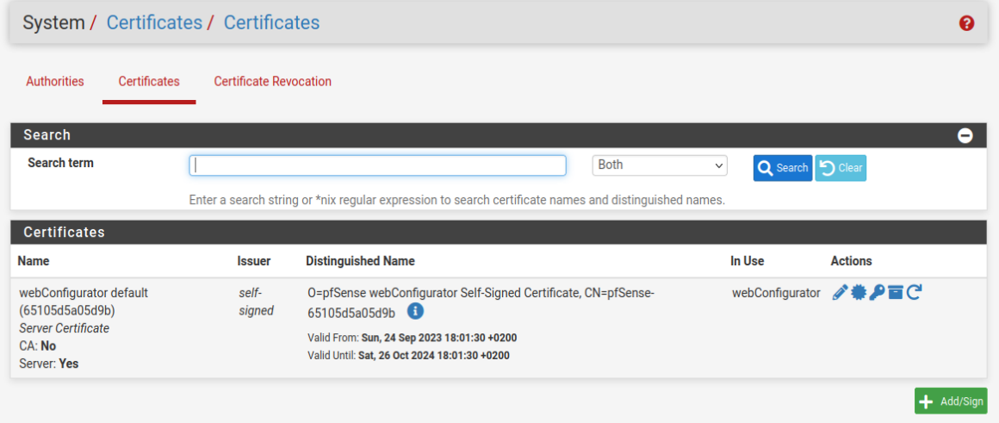 System / Certificates / Certificates
Authorities Certificates Certificate Revocation
Search
Search term Both Search Clear
Enter a search string or *nix regular expression to search certificate names and distinguished names.
Certificates
Name Issuer Distinguished Name In Use Actions
webConfigurator default
(65105d5a05d9b)
Server Certificate
CA: No
Server: Yes
self-
signed
O=pfSense webConfigurator Self-Signed Certificate, CN=pfSense-
65105d5a05d9b
Valid From: Sun, 24 Sep 2023 18:01:30 +0200
Valid Until: Sat, 26 Oct 2024 18:01:30 +0200
webConfigurator
Add/Sign